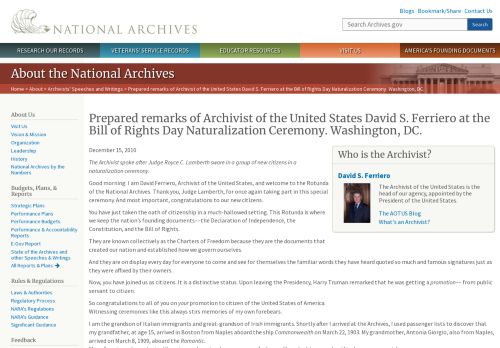 NATIONAL ARCHIVES
Blogs · Bookmark/Share · Contact Us
Search Archives.gov
Search
RESEARCH OUR RECORDS
VETERANS' SERVICE RECORDS
EDUCATOR RESOURCES
VISIT US
AMERICA'S FOUNDING DOCUMENTS
About the National Archives
Home > About > Archivists' Speeches and Writings > Prepared remarks of Archivist of the United States David S. Ferriero at the Bill of Rights Day Naturalization Ceremony. Washington, DC.
About Us
Visit Us
Vision & Mission
Organization
Leadership
History
National Archives by the
Numbers
Budgets, Plans, &
Reports
Strategic Plans
Performance Plans
Performance Budgets
Performance & Accountability
Reports
E-Gov Report
State of the Archives and
other Speeches & Writings
All Reports & Plans
Rules & Regulations
Laws & Authorities
Regulatory Process
NARA's Regulations
NARA's Guidance
Significant Guidance
Prepared remarks of Archivist of the United States David S. Ferriero at the
Bill of Rights Day Naturalization Ceremony. Washington, DC.
December 15, 2010
The Archivist spoke after Judge Royce C. Lamberth swore in a group of new citizens in a
naturalization ceremony.
Good morning. I am David Ferriero, Archivist of the United States, and welcome to the Rotunda
of the National Archives. Thank you, Judge Lamberth, for once again taking part in this special
ceremony. And most important, congratulations to our new citizens.
You have just taken the oath of citizenship in a much-hallowed setting. This Rotunda is where
we keep the nation's founding documents--the Declaration of Independence, the
Constitution, and the Bill of Rights.
They are known collectively as the Charters of Freedom because they are the documents that
created our nation and established how we govern ourselves.
And they are on display every day for everyone to come and see for themselves the familiar words they have heard quoted so much and famous signatures just as
they were affixed by their owners.
Now, you have joined us as citizens. It is a distinctive status. Upon leaving the Presidency, Harry Truman remarked that he was getting a promotion--- from public
servant to citizen.
So congratulations to all of you on your promotion to citizen of the United States of America.
Witnessing ceremonies like this always stirs memories of my own forebears.
I am the grandson of Italian immigrants and great-grandson of Irish immigrants. Shortly after I arrived at the Archives, I used passenger lists to discover that
my grandfather, at age 15, arrived in Boston from Naples aboard the ship Commonwealth on March 22, 1903. My grandmother, Antonia Giorgio, also from Naples,
arrived on March 8, 1909, aboard the Romantic.
Who is the Archivist?
David S. Ferriero
The Archivist of the United States is the
head of our agency, appointed by the
President of the United States.
The AOTUS Blog
What's an Archivist?